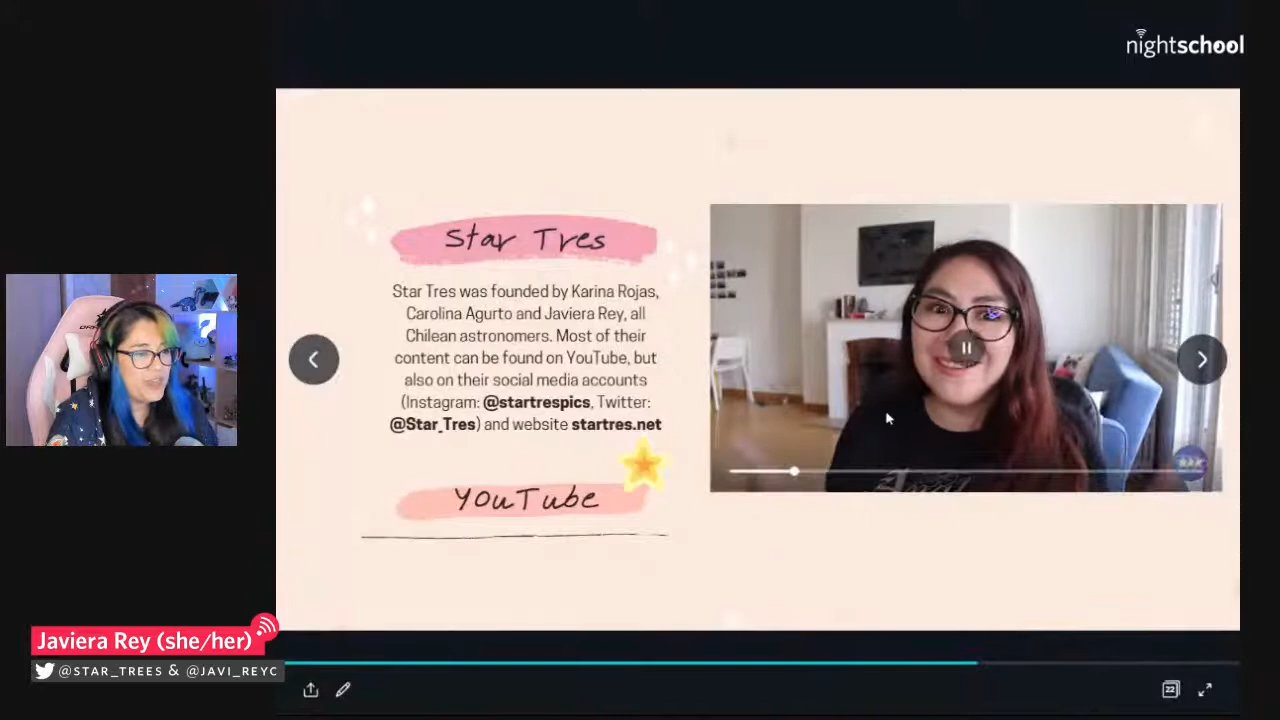 nightschool
Star Tres
Star Tres was founded by Karina Rojas,
Carolina Agurto and Javiera Rey, all
Chilean astronomers. Most of their
content can be found on YouTube, but
also on their social media accounts
(Instagram: @startrespics, Twitter:
@Star_Tres) and website startres.net
YouTube
Javiera Rey (she/her)
@STAR_TREES & @JAVI_REYC
22